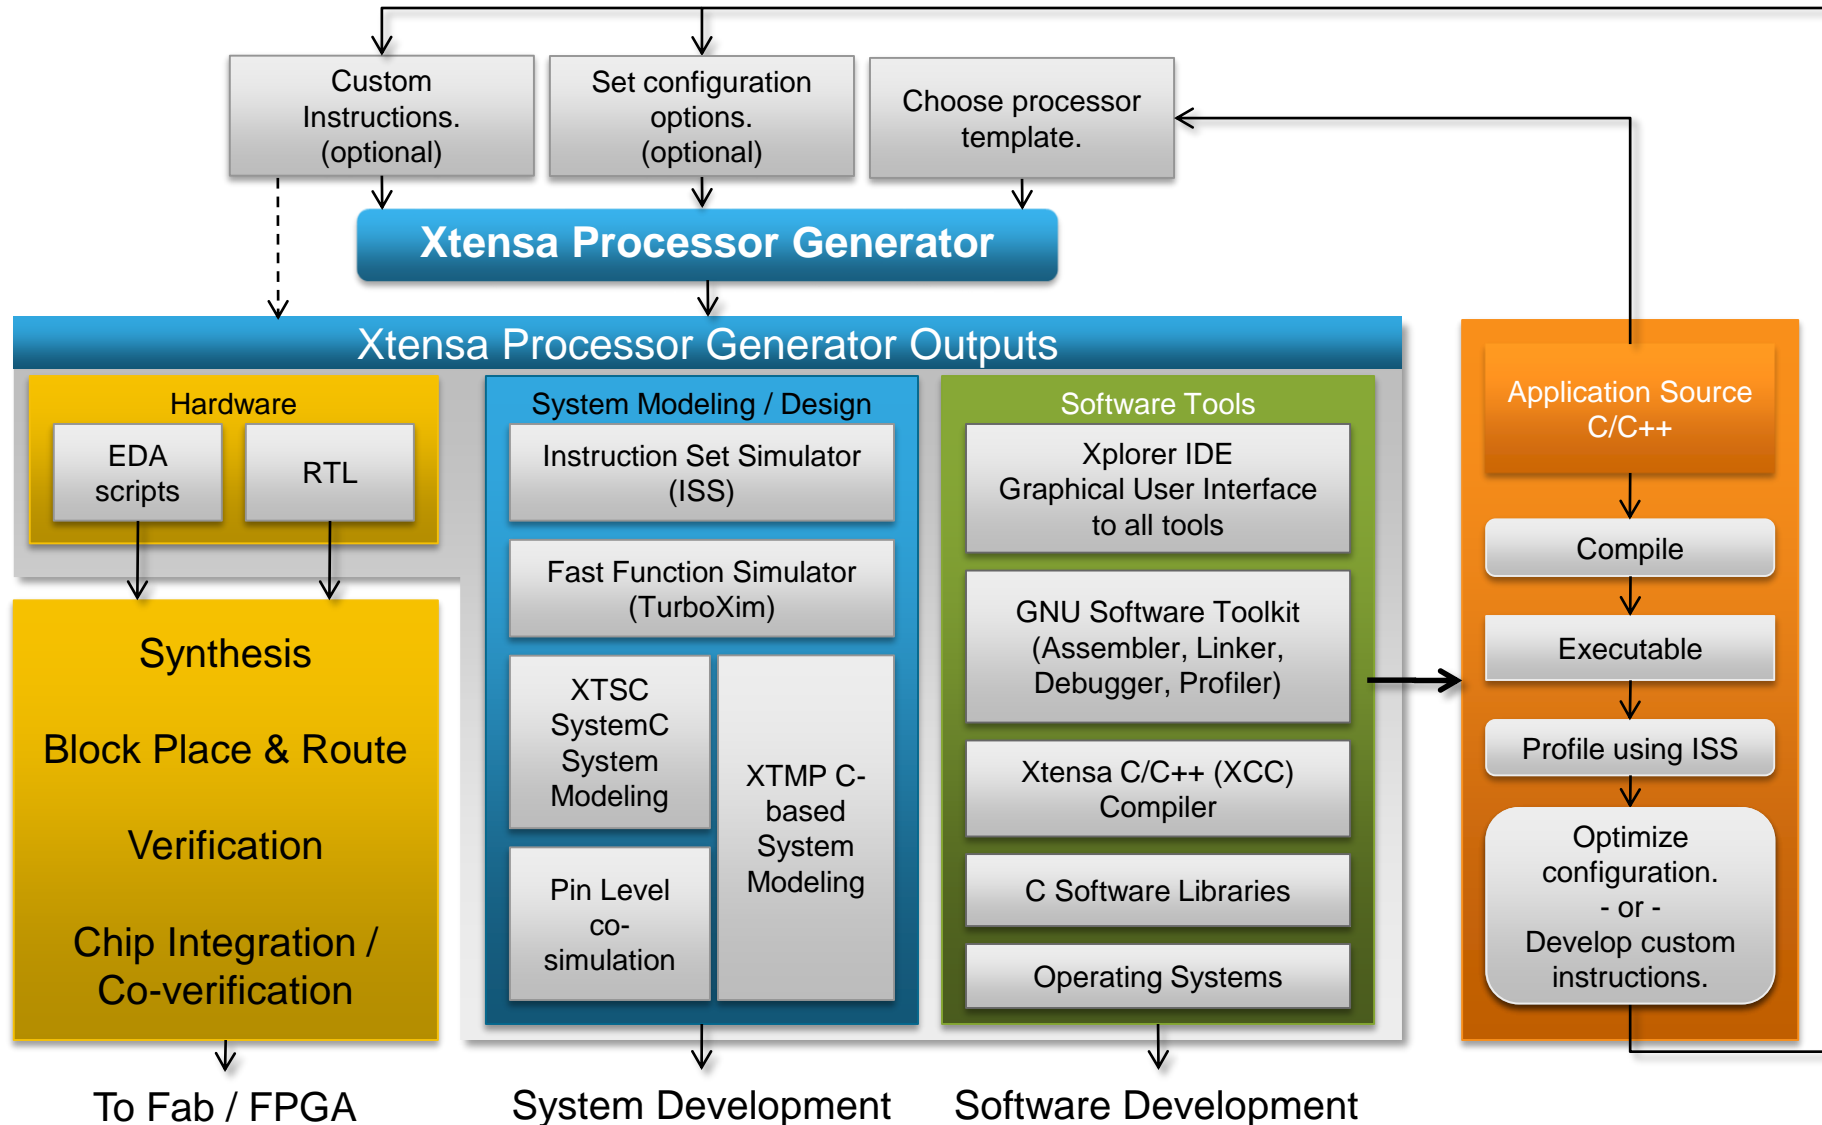 Custom
Instructions.
(optional)
Set configuration
options.
(optional)
Choose processor
template.
Xtensa Processor Generator
Xtensa Processor Generator Outputs
Hardware
EDA
scripts
RTL
Synthesis
Block Place & Route
Verification
Chip Integration /
Co-verification
To Fab / FPGA
System Modeling / Design
Instruction Set Simulator
(ISS)
Fast Function Simulator
(TurboXim)
XTSC
SystemC
System
Modeling
XTMP C-
based
System
Modeling
Pin Level
co-
simulation
System Development
Software Tools
Xplorer IDE
Graphical User Interface
to all tools
GNU Software Toolkit
(Assembler, Linker,
Debugger, Profiler)
Xtensa C/C++ (XCC)
Compiler
C Software Libraries
Operating Systems
Software Development
Application Source
C/C++
Compile
Executable
Profile using ISS
Optimize
configuration.
- or -
Develop custom
instructions.